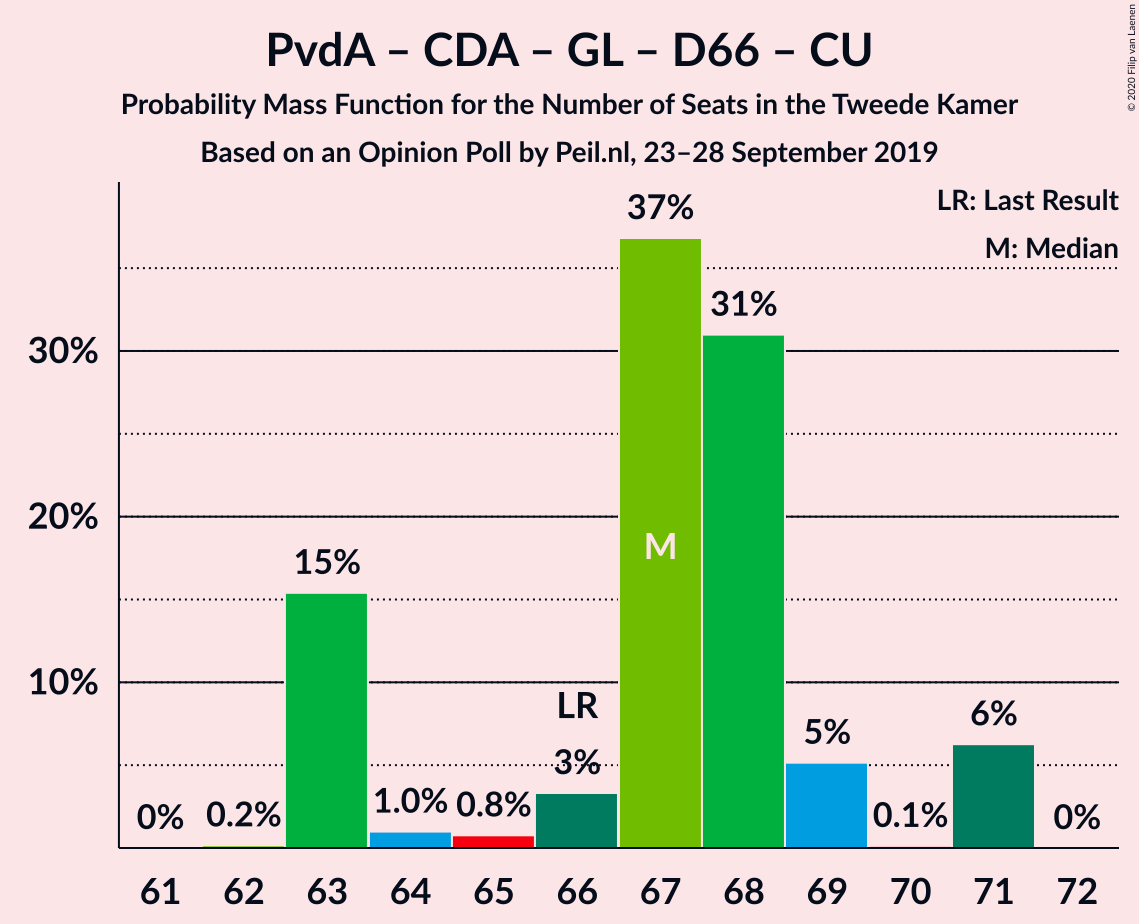 PvdA – CDA – GL – D66 – CU
Probability Mass Function for the Number of Seats in the Tweede Kamer
Based on an Opinion Poll by Peil.nl, 23–28 September 2019
© 2020 Filip van Laenen
LR: Last Result
M: Median
37%
31%
30%
20%
15%
M
10%
LR
6%
5%
3%
1.0%
0.8%
0%
0.2%
0.1%
0%
61 62 63 64 65 66 67 68 69 70 71 72